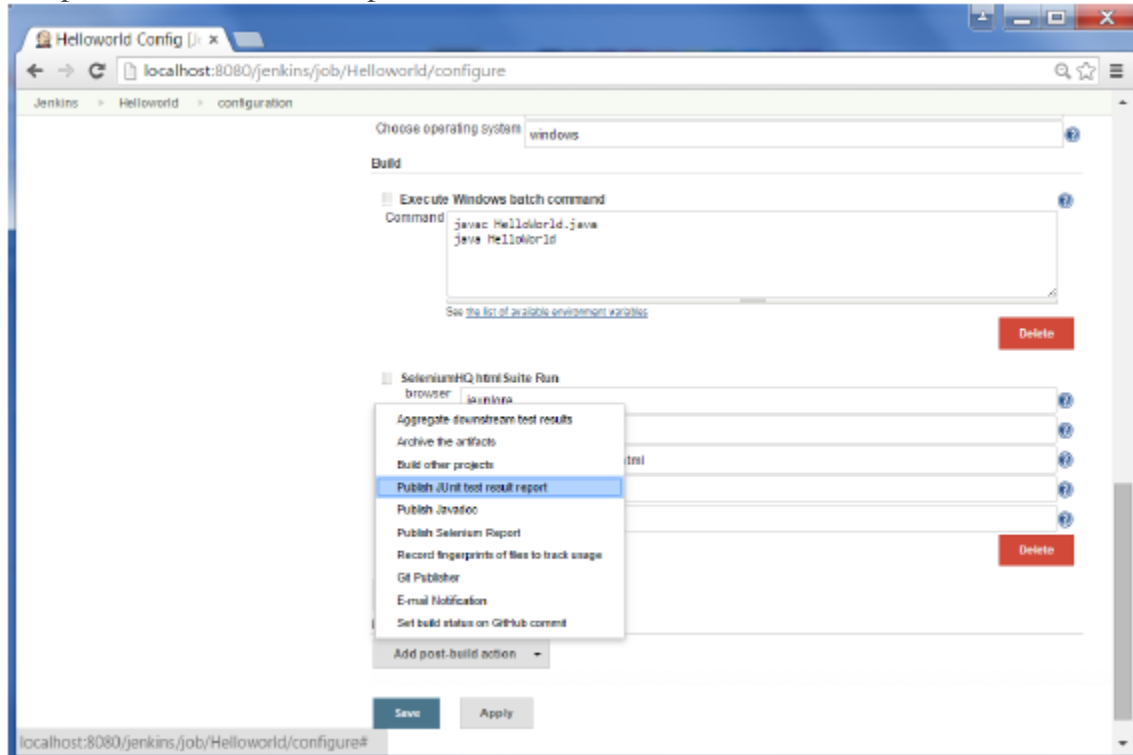 Helloworld Config [Je
localhost:8080/jenkins/job/Helloworld/configure
Jenkins Helloworld configuration
Choose operating system windows
Build
Execute Windows batch command
Command
javac HelloWorld.java
java HelloWorld
See the list of available environment variables
Delete
SeleniumHQ htmlSuite Run
browser iexplore
Aggregate downstream test results
Archive the artifacts
Build other projects
tml
Publish JUnit test result report
Publish Javadoc
Publish Selenium Report
Record fingerprints of files to track usage
Delete
Git Publisher
E-mail Notification
Set build status on GitHub commit
Add post-build action
Save Apply
localhost:8080/jenkins/job/Helloworld/configure#